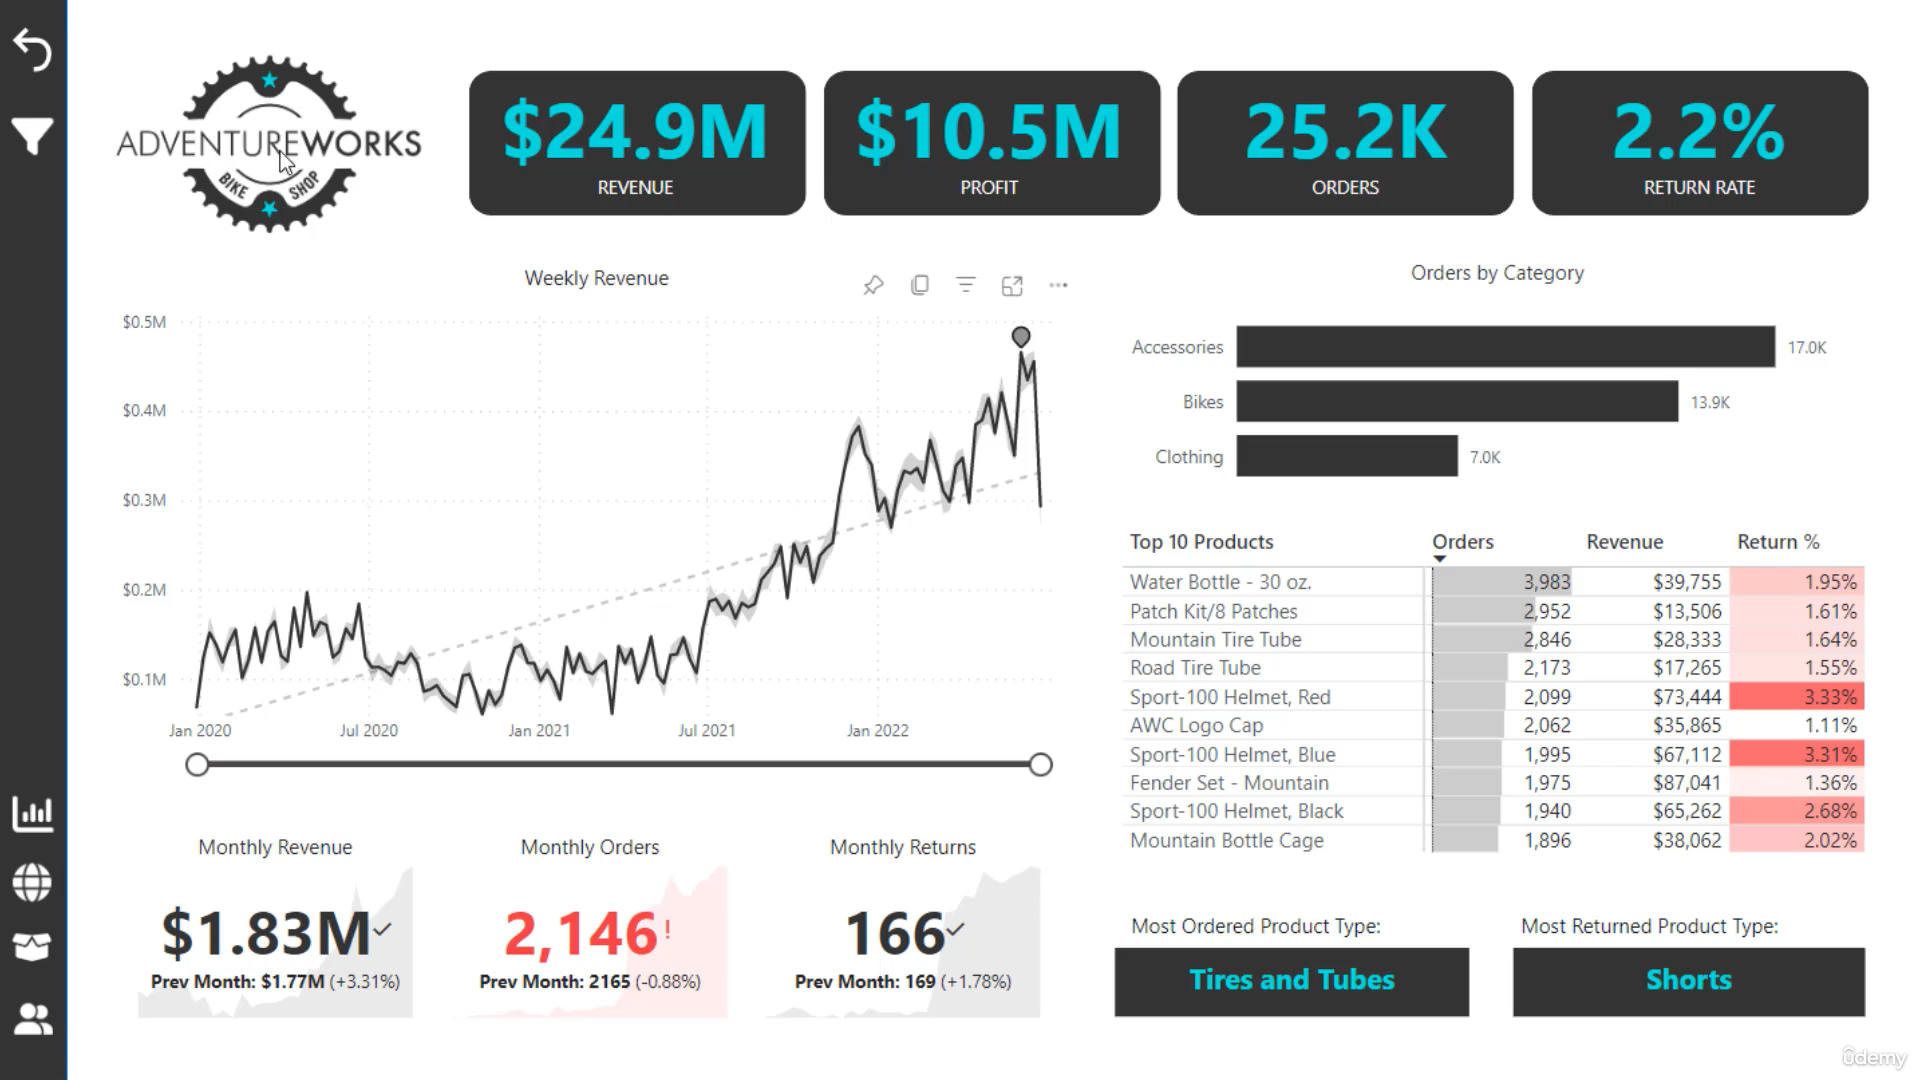 ADVENTUREWORKS
BIKE SHOP
$24.9M
REVENUE
$10.5M
PROFIT
25.2K
ORDERS
2.2%
RETURN RATE
Weekly Revenue
$0.5M
$0.4M
$0.3M
$0.2M
$0.1M
Jan 2020 Jul 2020 Jan 2021 Jul 2021 Jan 2022
Orders by Category
Accessories 17.0K
Bikes 13.9K
Clothing 7.0K
Top 10 Products Orders Revenue Return %
Water Bottle - 30 oz. 3,983 $39,755 1.95%
Patch Kit/8 Patches 2,952 $13,506 1.61%
Mountain Tire Tube 2,846 $28,333 1.64%
Road Tire Tube 2,173 $17,265 1.55%
Sport-100 Helmet, Red 2,099 $73,444 3.33%
AWC Logo Cap 2,062 $35,865 1.11%
Sport-100 Helmet, Blue 1,995 $67,112 3.31%
Fender Set - Mountain 1,975 $87,041 1.36%
Sport-100 Helmet, Black 1,940 $65,262 2.68%
Mountain Bottle Cage 1,896 $38,062 2.02%
Monthly Revenue
$1.83M
Prev Month: $1.77M (+3.31%)
Monthly Orders
2,146 !
Prev Month: 2165 (-0.88%)
Monthly Returns
166
Prev Month: 169 (+1.78%)
Most Ordered Product Type:
Tires and Tubes
Most Returned Product Type:
Shorts
ûdemy